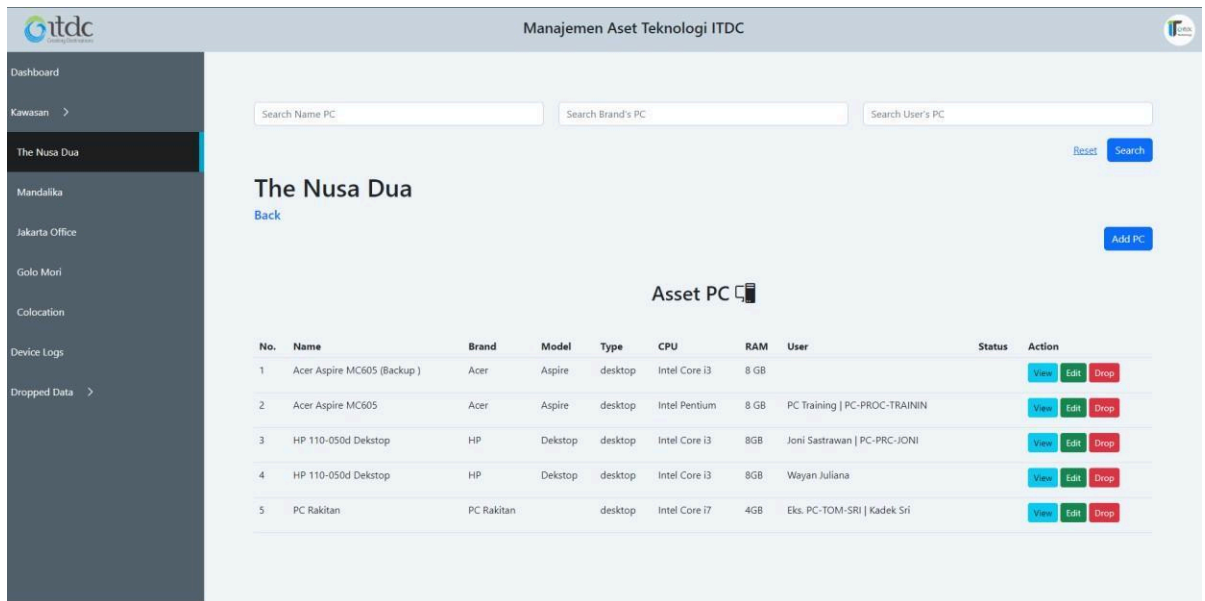 itdc
Manajemen Aset Teknologi ITDC
Dashboard
Kawasan >
The Nusa Dua
Mandalika
Jakarta Office
Golo Mori
Colocation
Device Logs
Dropped Data >
Search Name PC Search Brand's PC Search User's PC
Reset Search
The Nusa Dua
Back
Add PC
Asset PC
No. Name Brand Model Type CPU RAM User Status Action
1 Acer Aspire MC605 (Backup ) Acer Aspire desktop Intel Core i3 8 GB View Edit Drop
2 Acer Aspire MC605 Acer Aspire desktop Intel Pentium 8 GB PC Training | PC-PROC-TRAININ View Edit Drop
3 HP 110-050d Dekstop HP Dekstop desktop Intel Core i3 8GB Joni Sastrawan | PC-PRC-JONI View Edit Drop
4 HP 110-050d Dekstop HP Dekstop desktop Intel Core i3 8GB Wayan Juliana View Edit Drop
5 PC Rakitan PC Rakitan desktop Intel Core i7 4GB Eks. PC-TOM-SRI | Kadek Sri View Edit Drop